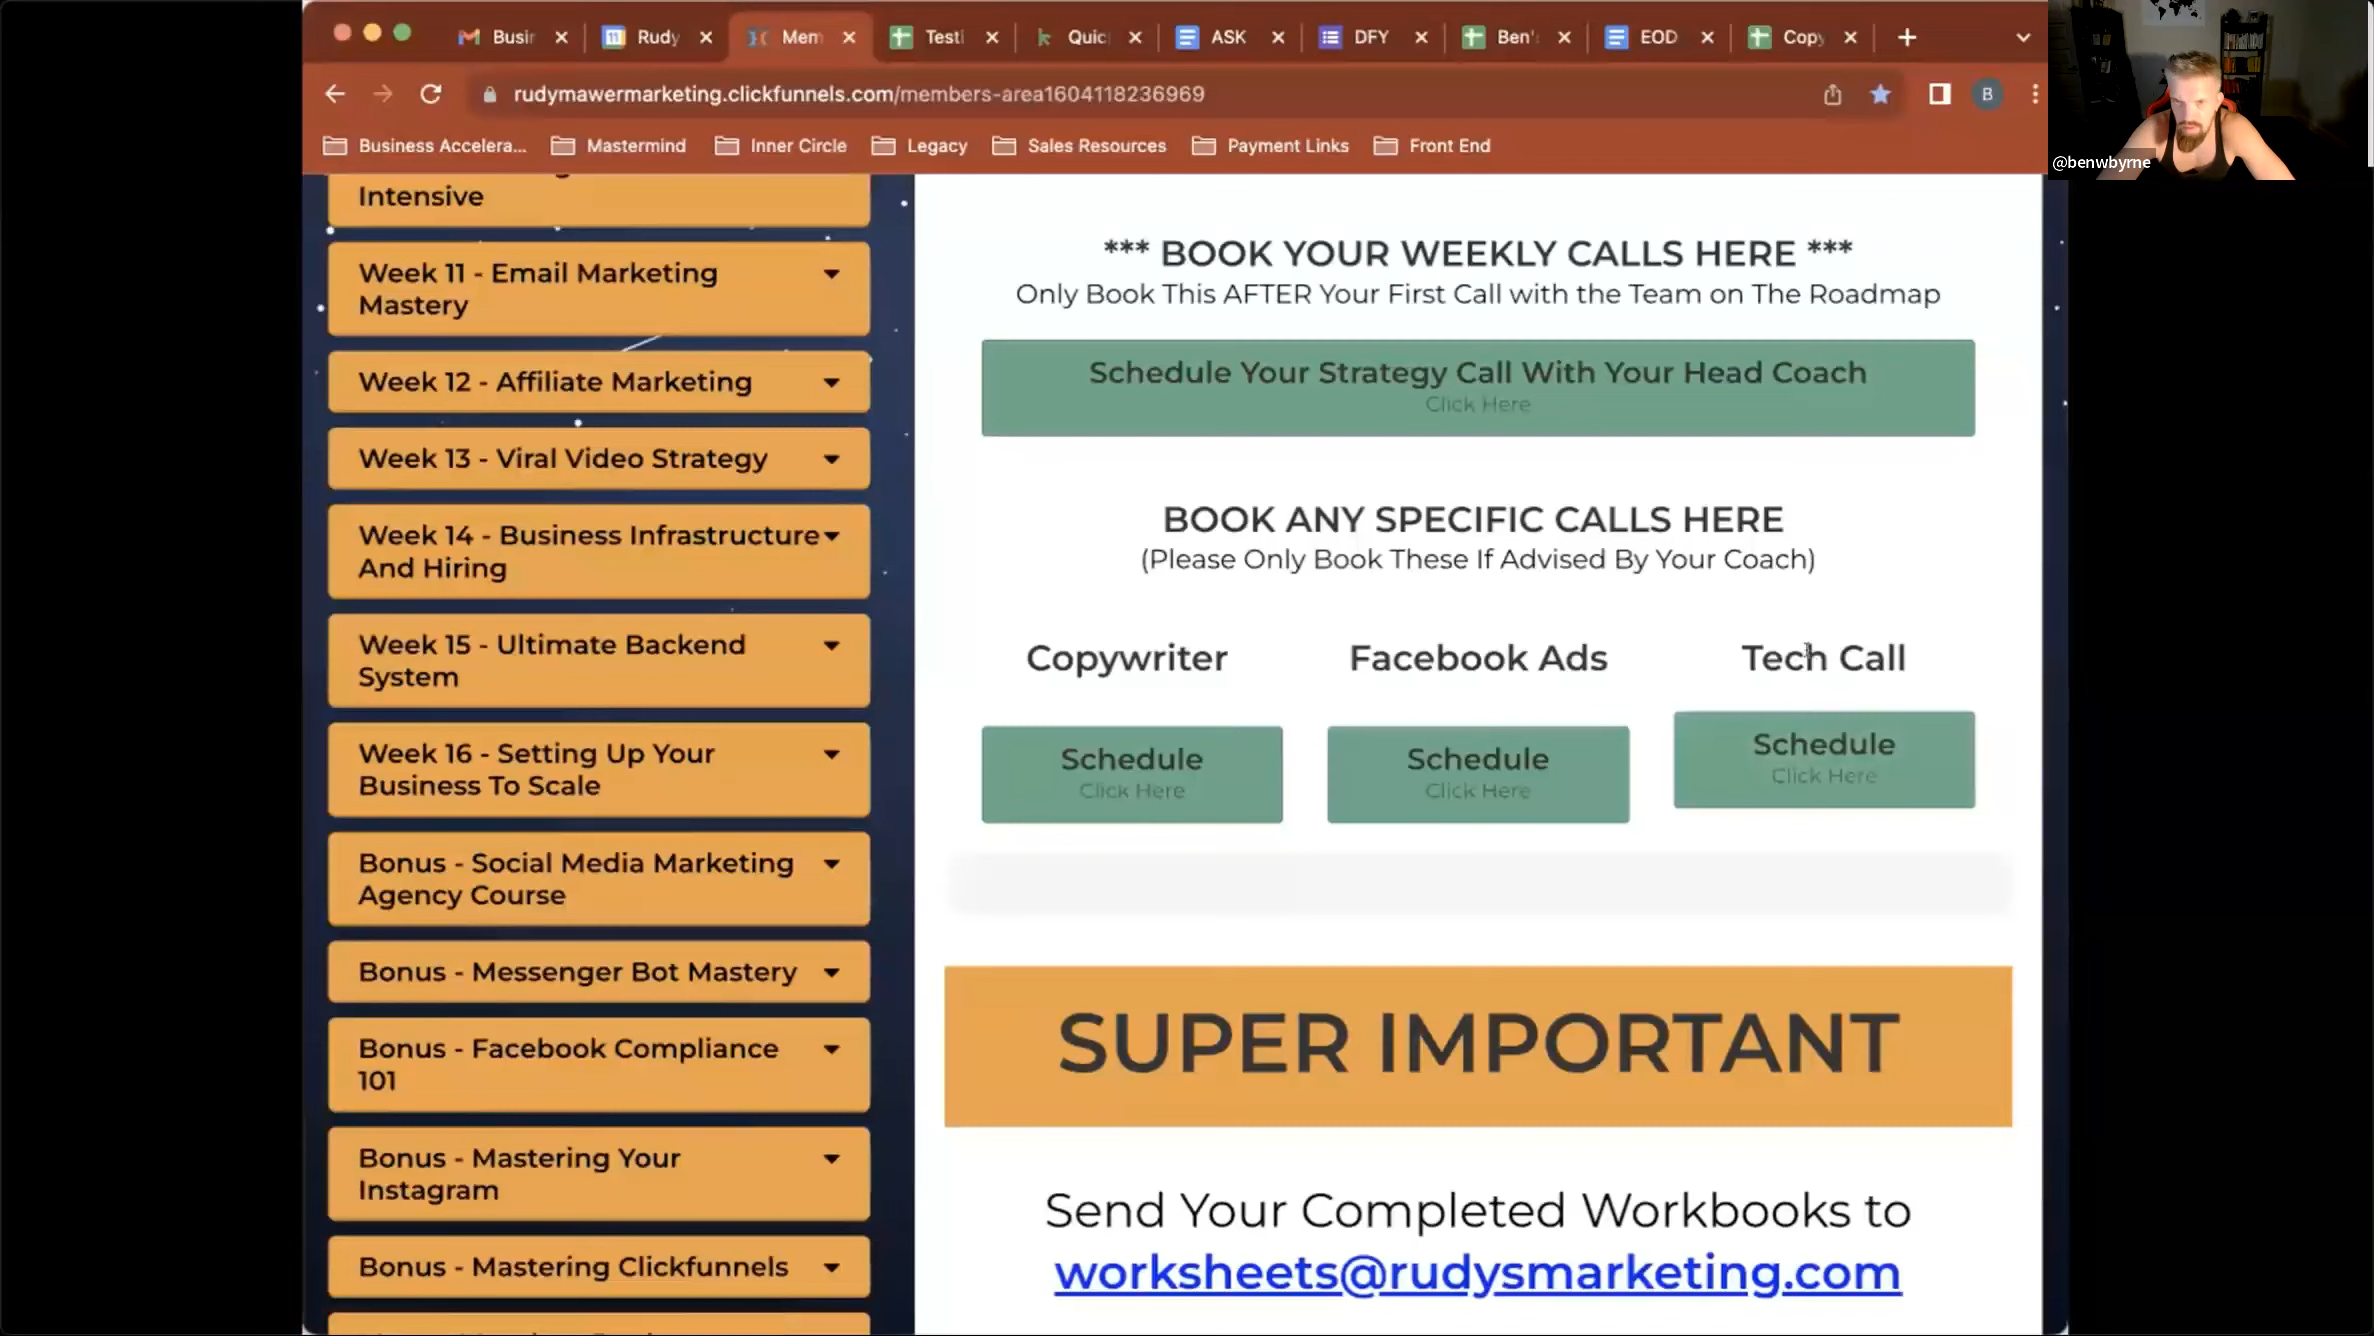 Busir
Rudy
Mem
Testi
Quic
ASK
DFY
Ben'
EOD
Copy
rudymawermarketing.clickfunnels.com/members-area1604118236969
B
@benwbyrne
Business Accelera...
Mastermind
Inner Circle
Legacy
Sales Resources
Payment Links
Front End
Intensive
Week 11 - Email Marketing
Mastery
Week 12 - Affiliate Marketing
Week 13 - Viral Video Strategy
Week 14 - Business Infrastructure
And Hiring
Week 15 - Ultimate Backend
System
Week 16 - Setting Up Your
Business To Scale
Bonus - Social Media Marketing
Agency Course
Bonus - Messenger Bot Mastery
Bonus - Facebook Compliance
101
Bonus - Mastering Your
Instagram
Bonus - Mastering Clickfunnels
*** BOOK YOUR WEEKLY CALLS HERE ***
Only Book This AFTER Your First Call with the Team on The Roadmap
Schedule Your Strategy Call With Your Head Coach
Click Here
BOOK ANY SPECIFIC CALLS HERE
(Please Only Book These If Advised By Your Coach)
Copywriter
Facebook Ads
Tech Call
Schedule
Click Here
Schedule
Click Here
Schedule
Click Here
SUPER IMPORTANT
Send Your Completed Workbooks to
worksheets@rudysmarketing.com